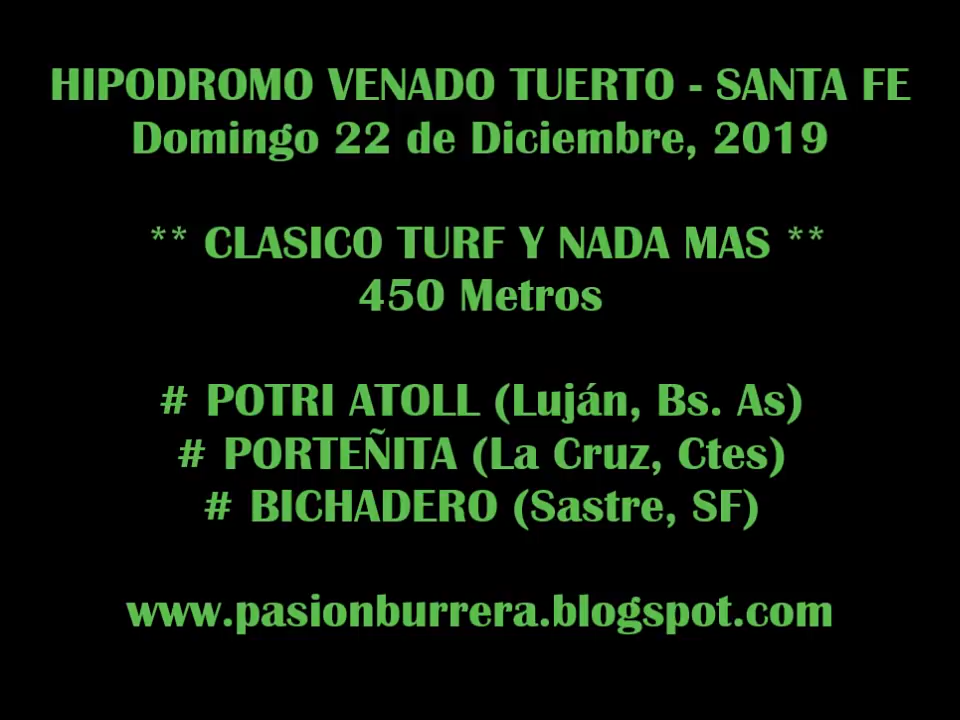 HIPODROMO VENADO TUERTO - SANTA FE
Domingo 22 de Diciembre, 2019
** CLASICO TURF Y NADA MAS **
450 Metros
# POTRI ATOLL (Luján, Bs. As)
# PORTEÑITA (La Cruz, Ctes)
# BICHADERO (Sastre, SF)
www.pasionburrera.blogspot.com